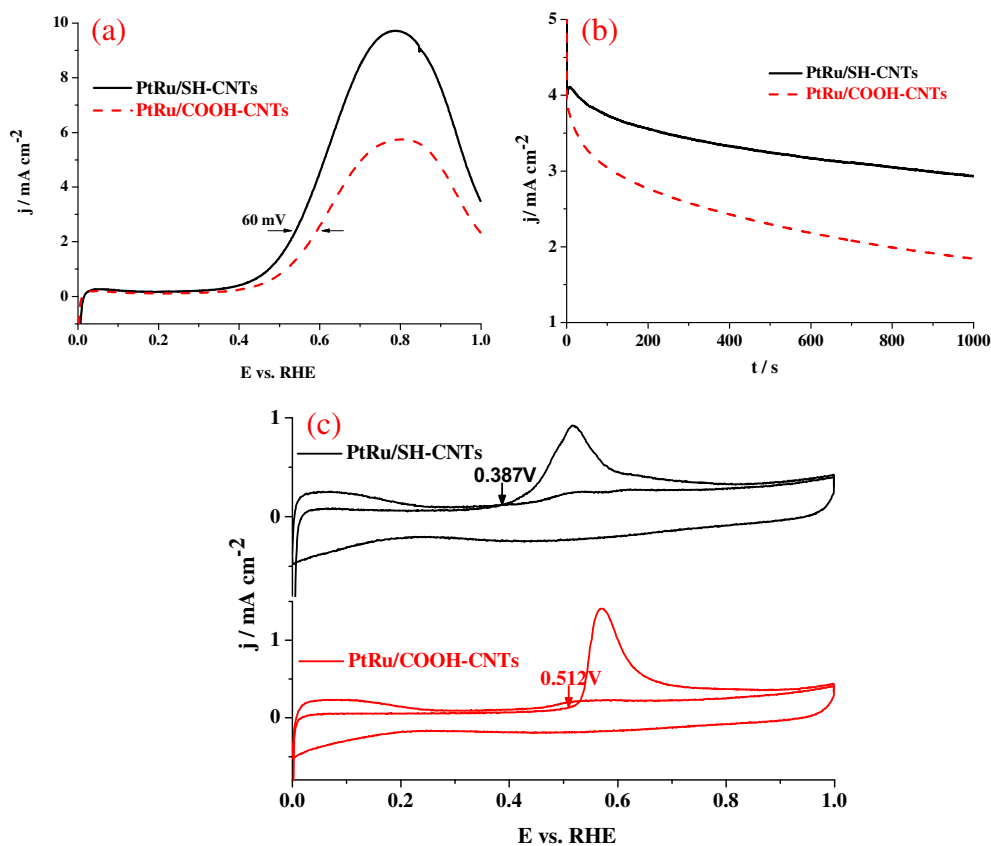 (a)
PtRu/SH-CNTs
PtRu/COOH-CNTs
60 mV
10
8
6
4
2
0
0.0 0.2 0.4 0.6 0.8 1.0
j / mA cm-2
E vs. RHE
(b)
PtRu/SH-CNTs
PtRu/COOH-CNTs
5
4
3
2
1
0 200 400 600 800 1000
j/ mA cm-2
t / s
(c)
PtRu/SH-CNTs
0.387V
1
0
PtRu/COOH-CNTs
0.512V
1
0
0.0 0.2 0.4 0.6 0.8 1.0
j / mA cm-2
E vs. RHE